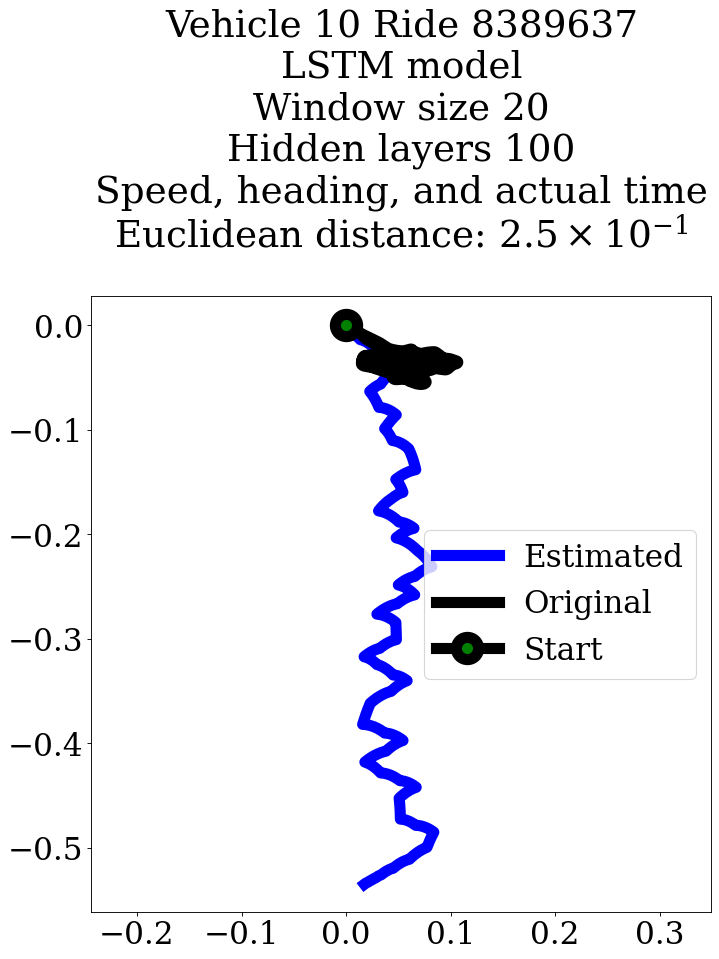 Vehicle 10 Ride 8389637
LSTM model
Window size 20
Hidden layers 100
Speed, heading, and actual time
Euclidean distance: 2.5 × 10⁻¹
0.0
−0.1
−0.2
−0.3
−0.4
−0.5
Estimated
Original
Start
−0.2 −0.1 0.0 0.1 0.2 0.3